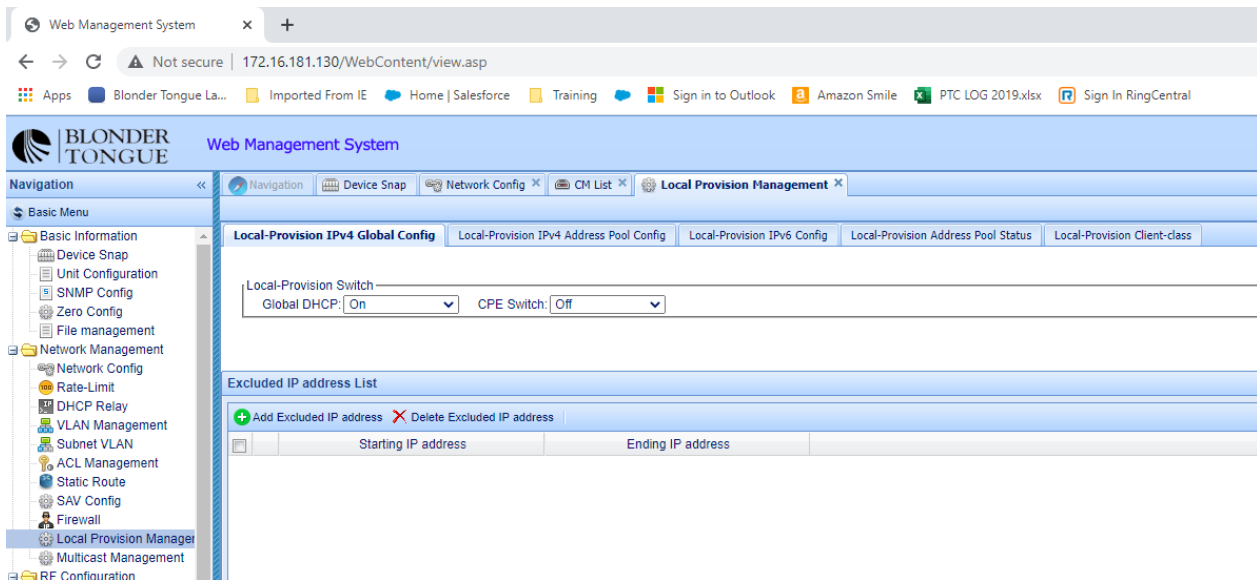 Web Management System
Not secure | 172.16.181.130/WebContent/view.asp
Apps Blonder Tongue La... Imported From IE Home | Salesforce Training Sign in to Outlook Amazon Smile PTC LOG 2019.xlsx Sign In RingCentral
BLONDER
TONGUE
Web Management System
Navigation «
Navigation Device Snap Network Config CM List Local Provision Management
Basic Menu
Basic Information
Device Snap
Unit Configuration
SNMP Config
Zero Config
File management
Network Management
Network Config
Rate-Limit
DHCP Relay
VLAN Management
Subnet VLAN
ACL Management
Static Route
SAV Config
Firewall
Local Provision Manager
Multicast Management
RF Configuration
Local-Provision IPv4 Global Config Local-Provision IPv4 Address Pool Config Local-Provision IPv6 Config Local-Provision Address Pool Status Local-Provision Client-class
Local-Provision Switch
Global DHCP: On CPE Switch: Off
Excluded IP address List
Add Excluded IP address Delete Excluded IP address
Starting IP address Ending IP address